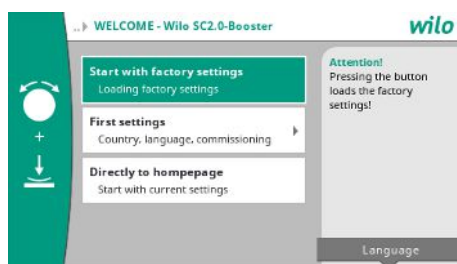 ..▶ WELCOME - Wilo SC2.0-Booster
wilo
Start with factory settings
Loading factory settings
First settings
Country, language, commissioning
Directly to hompepage
Start with current settings
Attention!
Pressing the button
loads the factory
settings!
+
Language